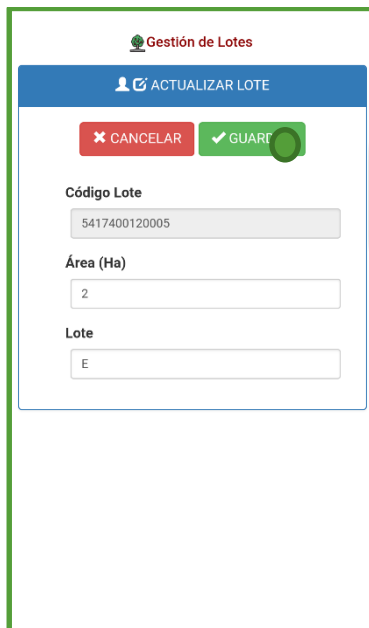 Gestión de Lotes
ACTUALIZAR LOTE
CANCELAR
Código Lote
5417400120005
Área (Ha)
2
Lote
E